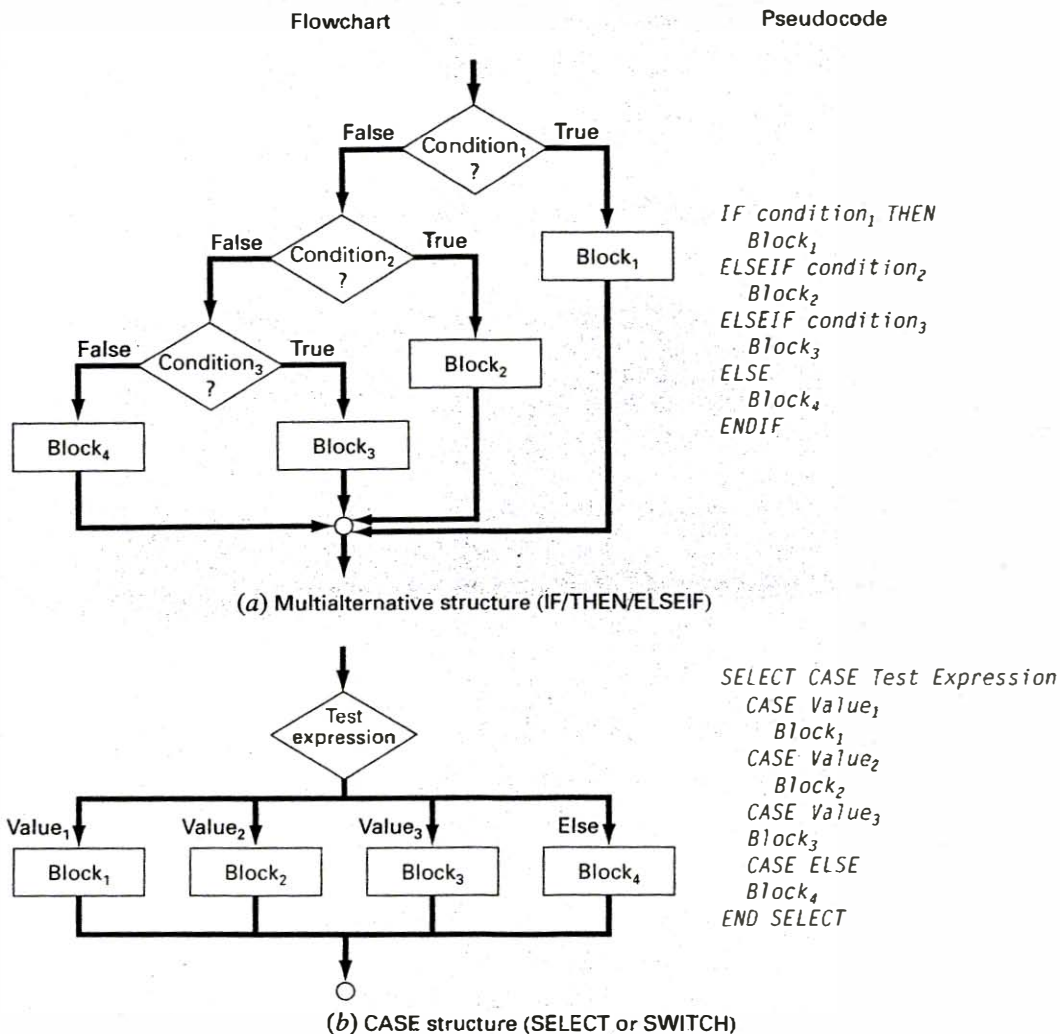 Flowchart
Pseudocode
False
True
Condition₁
?
False
True
Condition₂
?
Block₁
False
True
Condition₃
?
Block₂
Block₄
Block₃
IF condition₁ THEN
Block₁
ELSEIF condition₂
Block₂
ELSEIF condition₃
Block₃
ELSE
Block₄
ENDIF
(a) Multialternative structure (IF/THEN/ELSEIF)
Test
expression
Value₁
Value₂
Value₃
Else
Block₁
Block₂
Block₃
Block₄
SELECT CASE Test Expression
CASE Value₁
Block₁
CASE Value₂
Block₂
CASE Value₃
Block₃
CASE ELSE
Block₄
END SELECT
(b) CASE structure (SELECT or SWITCH)